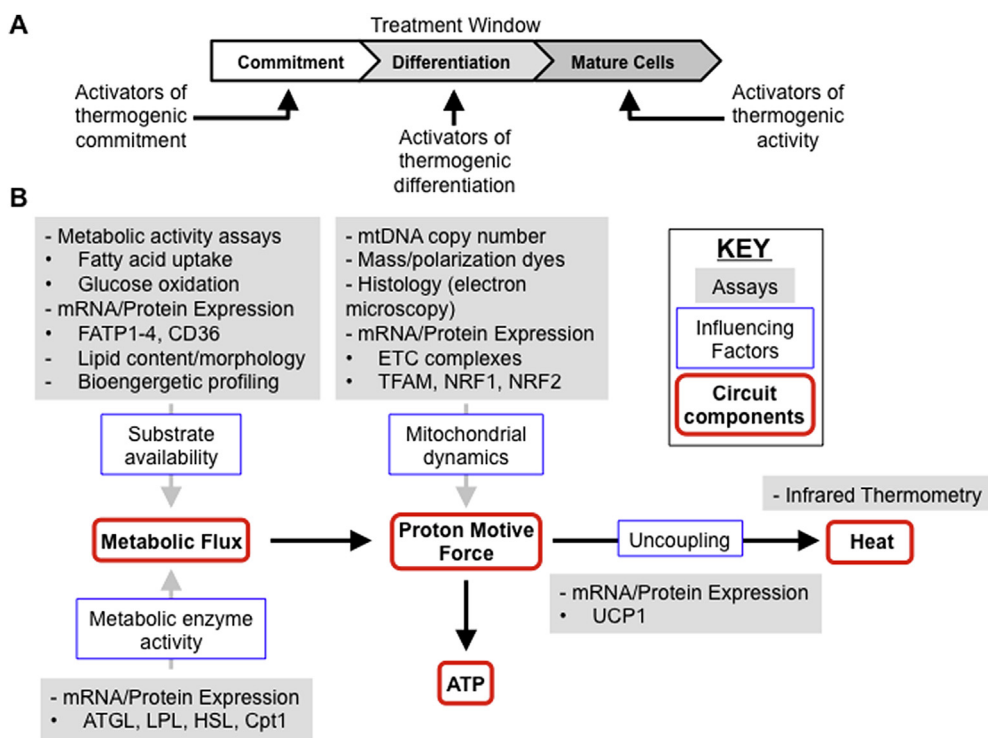 A
Treatment Window
Commitment
Differentiation
Mature Cells
Activators of
thermogenic
commitment
Activators of
thermogenic
differentiation
Activators of
thermogenic
activity
B
- Metabolic activity assays
• Fatty acid uptake
• Glucose oxidation
- mRNA/Protein Expression
• FATP1-4, CD36
- Lipid content/morphology
- Bioengergetic profiling
- mtDNA copy number
- Mass/polarization dyes
- Histology (electron
microscopy)
- mRNA/Protein Expression
• ETC complexes
• TFAM, NRF1, NRF2
KEY
Assays
Influencing
Factors
Circuit
components
Substrate
availability
Mitochondrial
dynamics
- Infrared Thermometry
Metabolic Flux
Proton Motive
Force
Uncoupling
Heat
- mRNA/Protein Expression
• UCP1
Metabolic enzyme
activity
ATP
- mRNA/Protein Expression
• ATGL, LPL, HSL, Cpt1